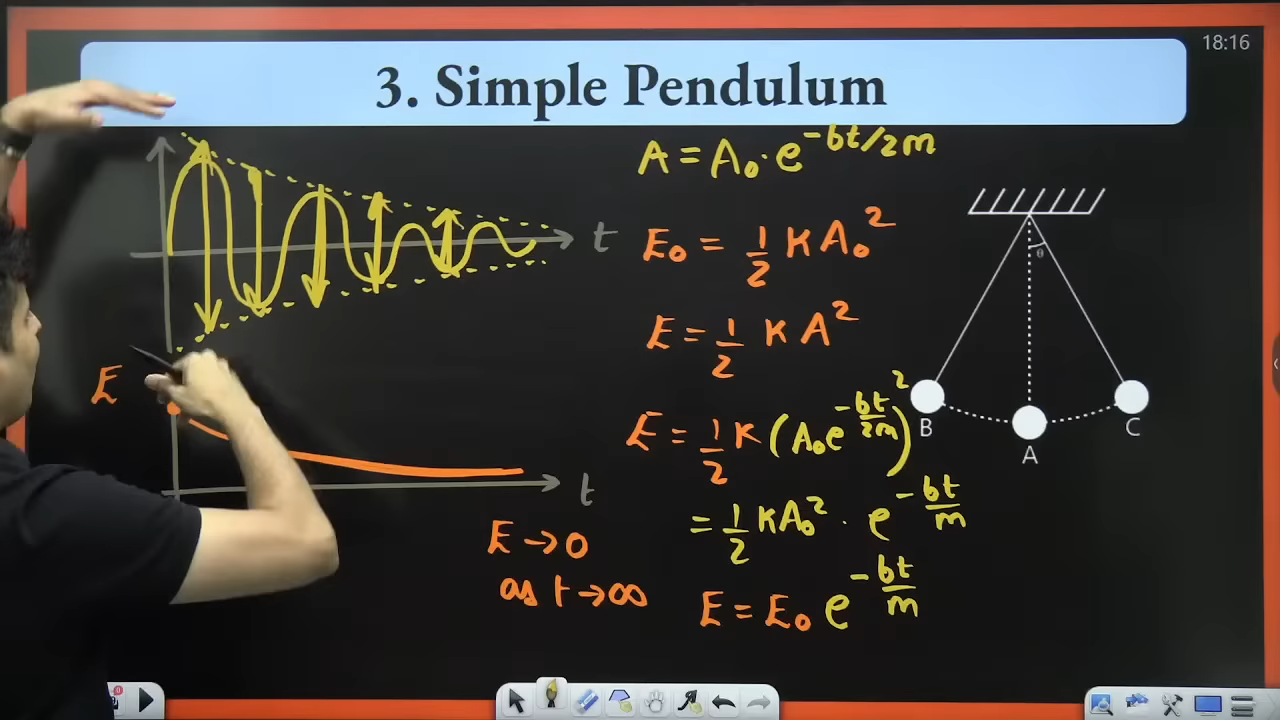 18:16
3. Simple Pendulum
A = A₀·e^(-bt/2m)
t
E₀ = 1/2 K A₀²
E = 1/2 K A²
E
E = 1/2 K (A₀e^(-bt/2m))²
= 1/2 KA₀² · e^(-bt/m)
t
E → 0
as t → ∞
E = E₀ e^(-bt/m)
θ
B
A
C